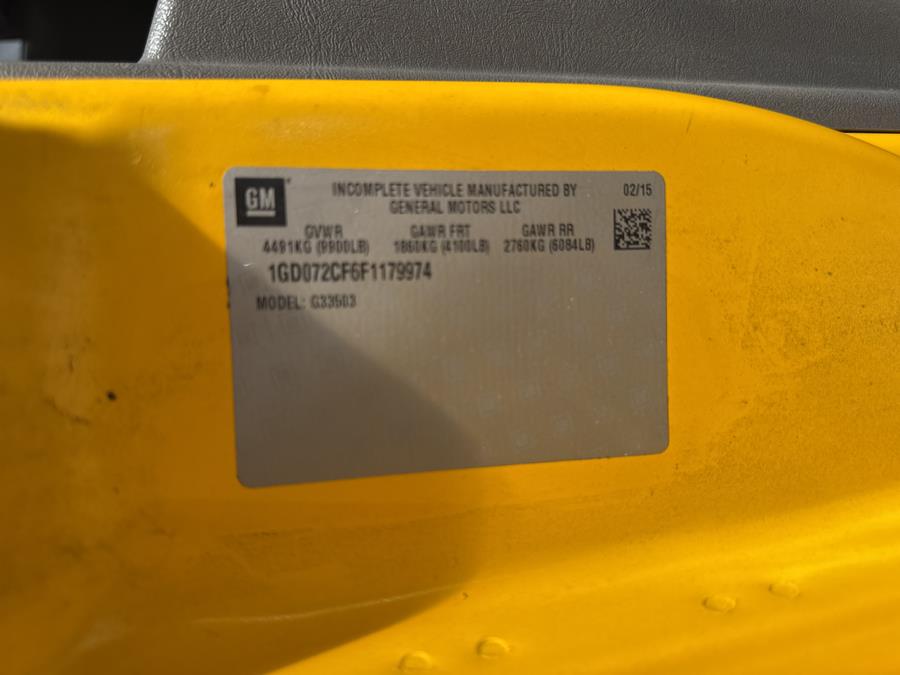 GM
INCOMPLETE VEHICLE MANUFACTURED BY
GENERAL MOTORS LLC
02/15
GVWR GAWR FRT GAWR RR
4491KG (9900LB) 1860KG (4100LB) 2760KG (6084LB)
1GD072CF6F1179974
MODEL: G33503